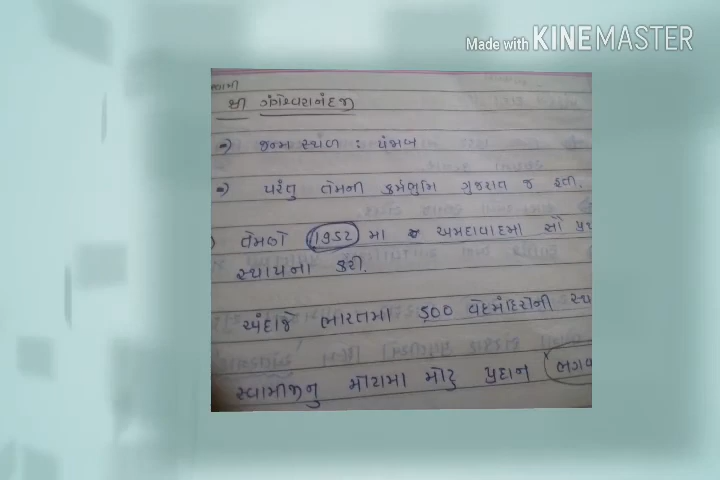 Made with KINEMASTER
સ્વામી
શ્રી ગંગેશ્વરાનંદજી
જન્મ સ્થળ : પંજાબ
પરંતુ તેમની કર્મભુમિ ગુજરાત જ હતી.
તેમણે 1952 મા અમદાવાદમા સૌ
સ્થાપના કરી.
અંદાજે ભારતમા 500 વેદમંદિરોની
સ્વામીજીનુ મોટામા મોટુ પ્રદાન